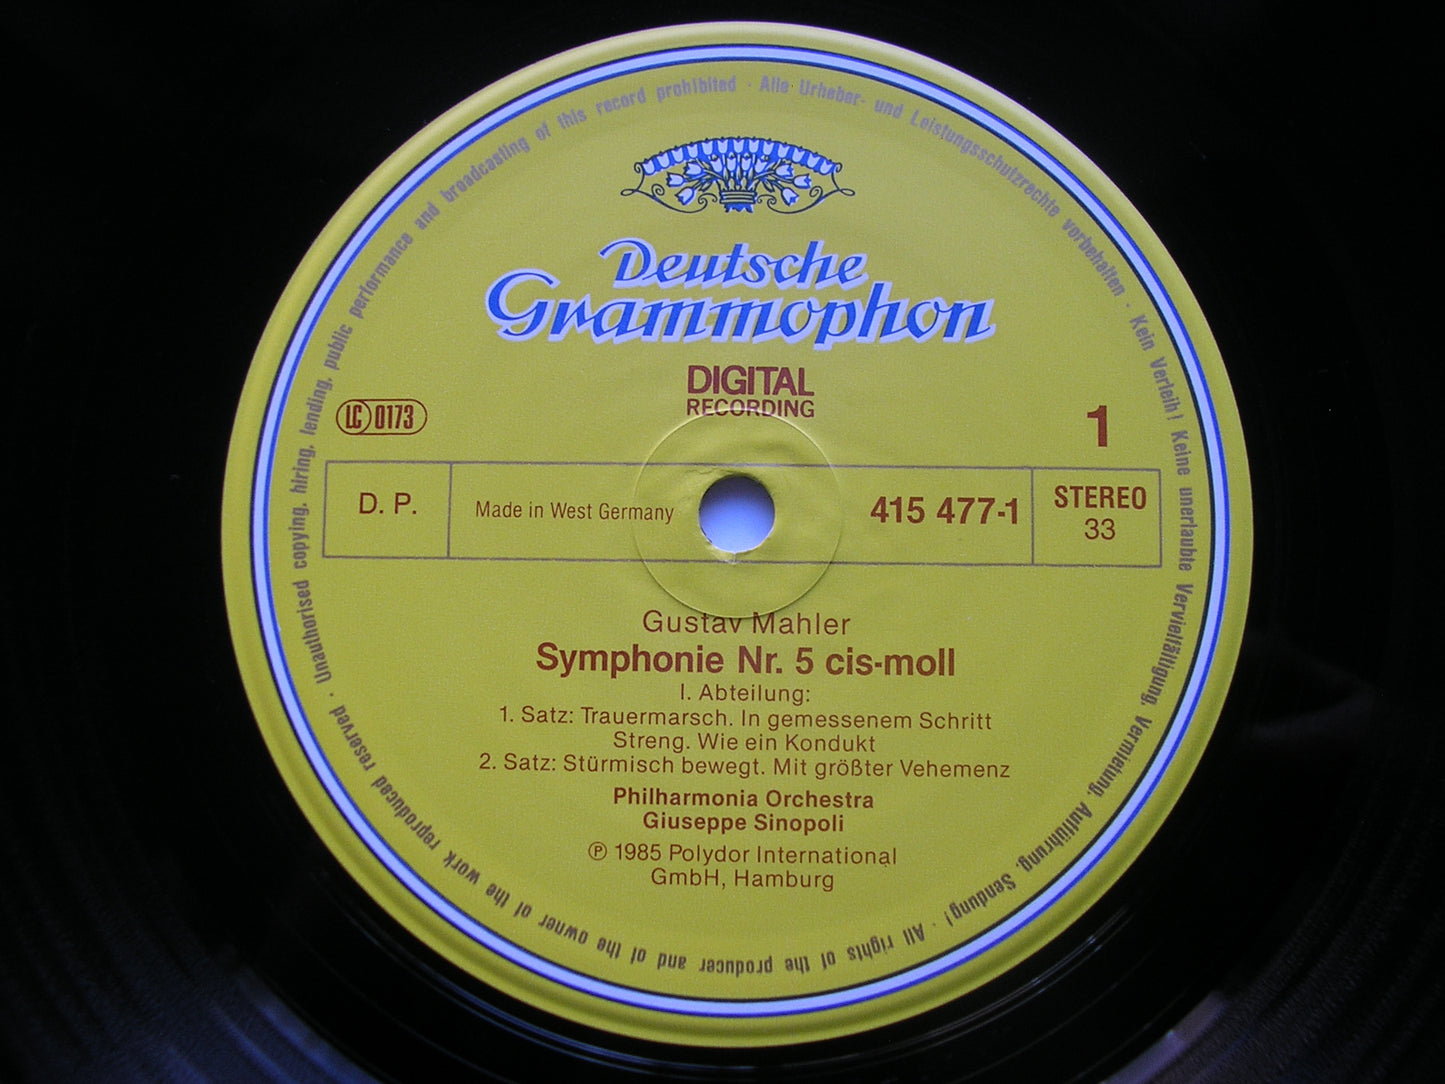 Deutsche
Grammophon
DIGITAL
RECORDING
LC 0173
1
D. P.
Made in West Germany
415 477-1
STEREO
33
Gustav Mahler
Symphonie Nr. 5 cis-moll
I. Abteilung:
1. Satz: Trauermarsch. In gemessenem Schritt
Streng. Wie ein Kondukt
2. Satz: Stürmisch bewegt. Mit größter Vehemenz
Philharmonia Orchestra
Giuseppe Sinopoli
℗ 1985 Polydor International
GmbH, Hamburg
Alle Urheber- und Leistungsschutzrechte vorbehalten · Kein Verleih! Keine unerlaubte Vervielfältigung, Vermietung, Aufführung, Sendung! · All rights of the producer and of the owner of the work reproduced reserved · Unauthorised copying, hiring, lending, public performance and broadcasting of this record prohibited ·